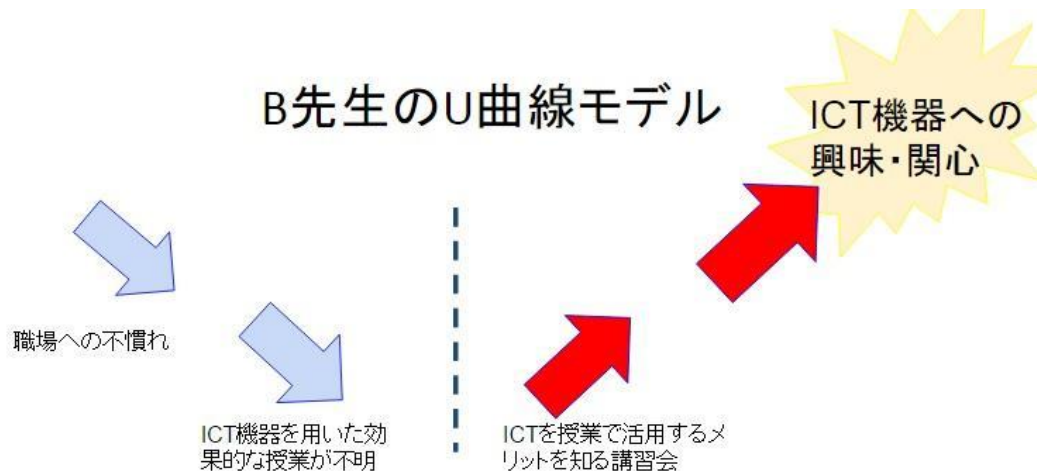 B先生のU曲線モデル
ICT機器への
興味・関心
職場への不慣れ
ICT機器を用いた効
果的な授業が不明
ICTを授業で活用するメ
リットを知る講習会